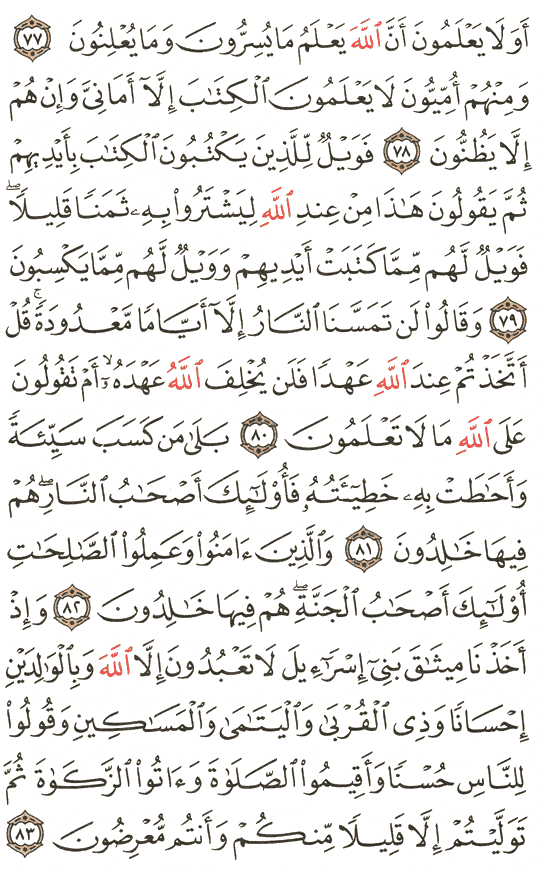 أَوَلَا يَعْلَمُونَ أَنَّ ٱللَّهَ يَعْلَمُ مَا يُسِرُّونَ وَمَا يُعْلِنُونَ ٧٧
وَمِنْهُمْ أُمِّيُّونَ لَا يَعْلَمُونَ ٱلْكِتَٰبَ إِلَّآ أَمَانِىَّ وَإِنْ هُمْ
إِلَّا يَظُنُّونَ ٧٨ فَوَيْلٌ لِّلَّذِينَ يَكْتُبُونَ ٱلْكِتَٰبَ بِأَيْدِيهِمْ
ثُمَّ يَقُولُونَ هَٰذَا مِنْ عِندِ ٱللَّهِ لِيَشْتَرُوا۟ بِهِۦ ثَمَنًا قَلِيلًا ۖ
فَوَيْلٌ لَّهُم مِّمَّا كَتَبَتْ أَيْدِيهِمْ وَوَيْلٌ لَّهُم مِّمَّا يَكْسِبُونَ
٧٩ وَقَالُوا۟ لَن تَمَسَّنَا ٱلنَّارُ إِلَّآ أَيَّامًا مَّعْدُودَةً ۚ قُلْ
أَتَّخَذْتُمْ عِندَ ٱللَّهِ عَهْدًا فَلَن يُخْلِفَ ٱللَّهُ عَهْدَهُۥٓ ۖ أَمْ تَقُولُونَ
عَلَى ٱللَّهِ مَا لَا تَعْلَمُونَ ٨٠ بَلَىٰ مَن كَسَبَ سَيِّئَةً
وَأَحَٰطَتْ بِهِۦ خَطِيٓـَٔتُهُۥ فَأُو۟لَٰٓئِكَ أَصْحَٰبُ ٱلنَّارِ ۖ هُمْ
فِيهَا خَٰلِدُونَ ٨١ وَٱلَّذِينَ ءَامَنُوا۟ وَعَمِلُوا۟ ٱلصَّٰلِحَٰتِ
أُو۟لَٰٓئِكَ أَصْحَٰبُ ٱلْجَنَّةِ ۖ هُمْ فِيهَا خَٰلِدُونَ ٨٢ وَإِذْ
أَخَذْنَا مِيثَٰقَ بَنِىٓ إِسْرَٰٓءِيلَ لَا تَعْبُدُونَ إِلَّا ٱللَّهَ وَبِٱلْوَٰلِدَيْنِ
إِحْسَانًا وَذِى ٱلْقُرْبَىٰ وَٱلْيَتَٰمَىٰ وَٱلْمَسَٰكِينِ وَقُولُوا۟
لِلنَّاسِ حُسْنًا وَأَقِيمُوا۟ ٱلصَّلَوٰةَ وَءَاتُوا۟ ٱلزَّكَوٰةَ ثُمَّ
تَوَلَّيْتُمْ إِلَّا قَلِيلًا مِّنكُمْ وَأَنتُم مُّعْرِضُونَ ٨٣